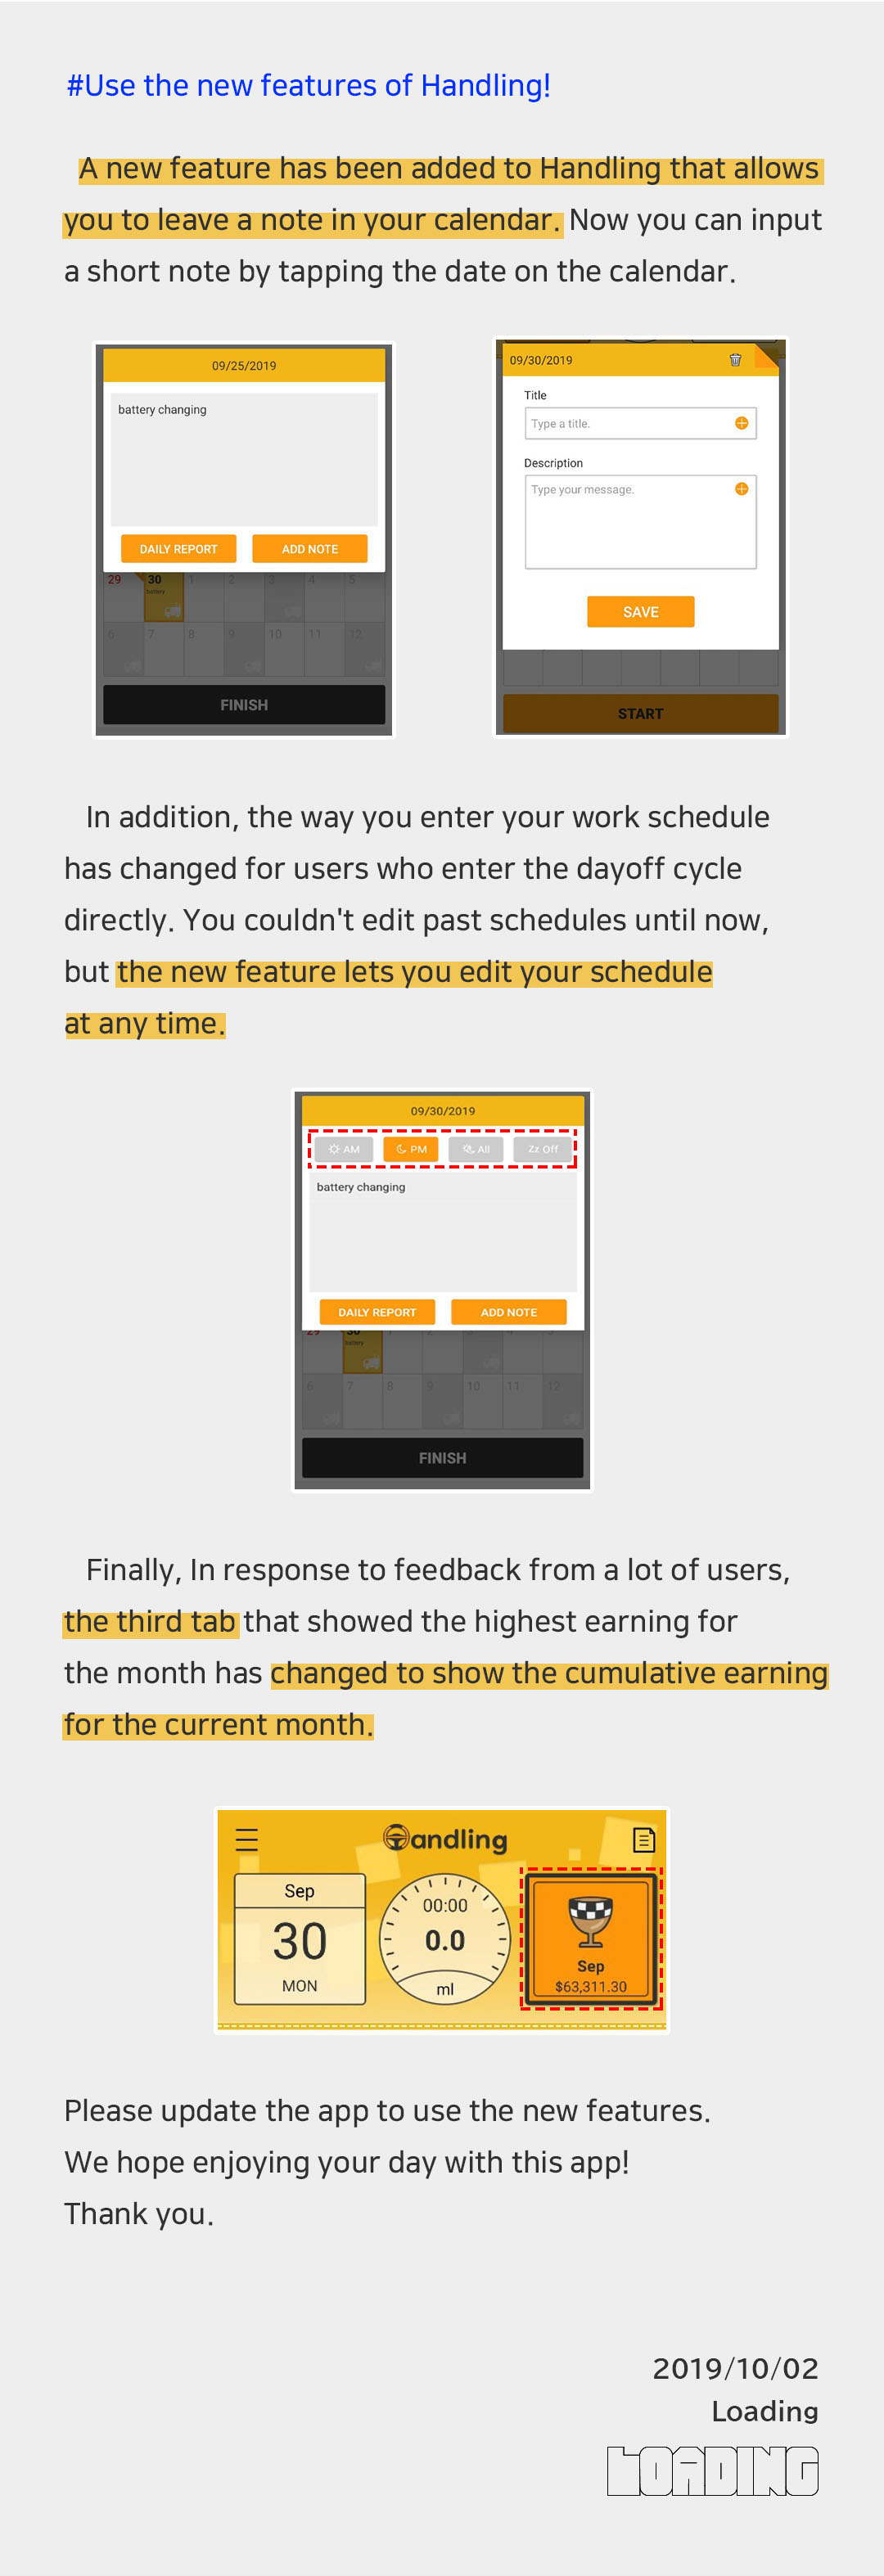 #Use the new features of Handling!
A new feature has been added to Handling that allows
you to leave a note in your calendar. Now you can input
a short note by tapping the date on the calendar.
09/25/2019
battery changing
DAILY REPORT ADD NOTE
29 30 1 2 3 4 5
battery
6 7 8 9 10 11 12
FINISH
09/30/2019
Title
Type a title.
Description
Type your message.
SAVE
START
In addition, the way you enter your work schedule
has changed for users who enter the dayoff cycle
directly. You couldn't edit past schedules until now,
but the new feature lets you edit your schedule
at any time.
09/30/2019
AM PM All Zz Off
battery changing
DAILY REPORT ADD NOTE
29 30 1 2 3 4 5
battery
6 7 8 9 10 11 12
FINISH
Finally, In response to feedback from a lot of users,
the third tab that showed the highest earning for
the month has changed to show the cumulative earning
for the current month.
Handling
Sep
30
MON
00:00
0.0
ml
Sep
$63,311.30
Please update the app to use the new features.
We hope enjoying your day with this app!
Thank you.
2019/10/02
Loading
LOADING